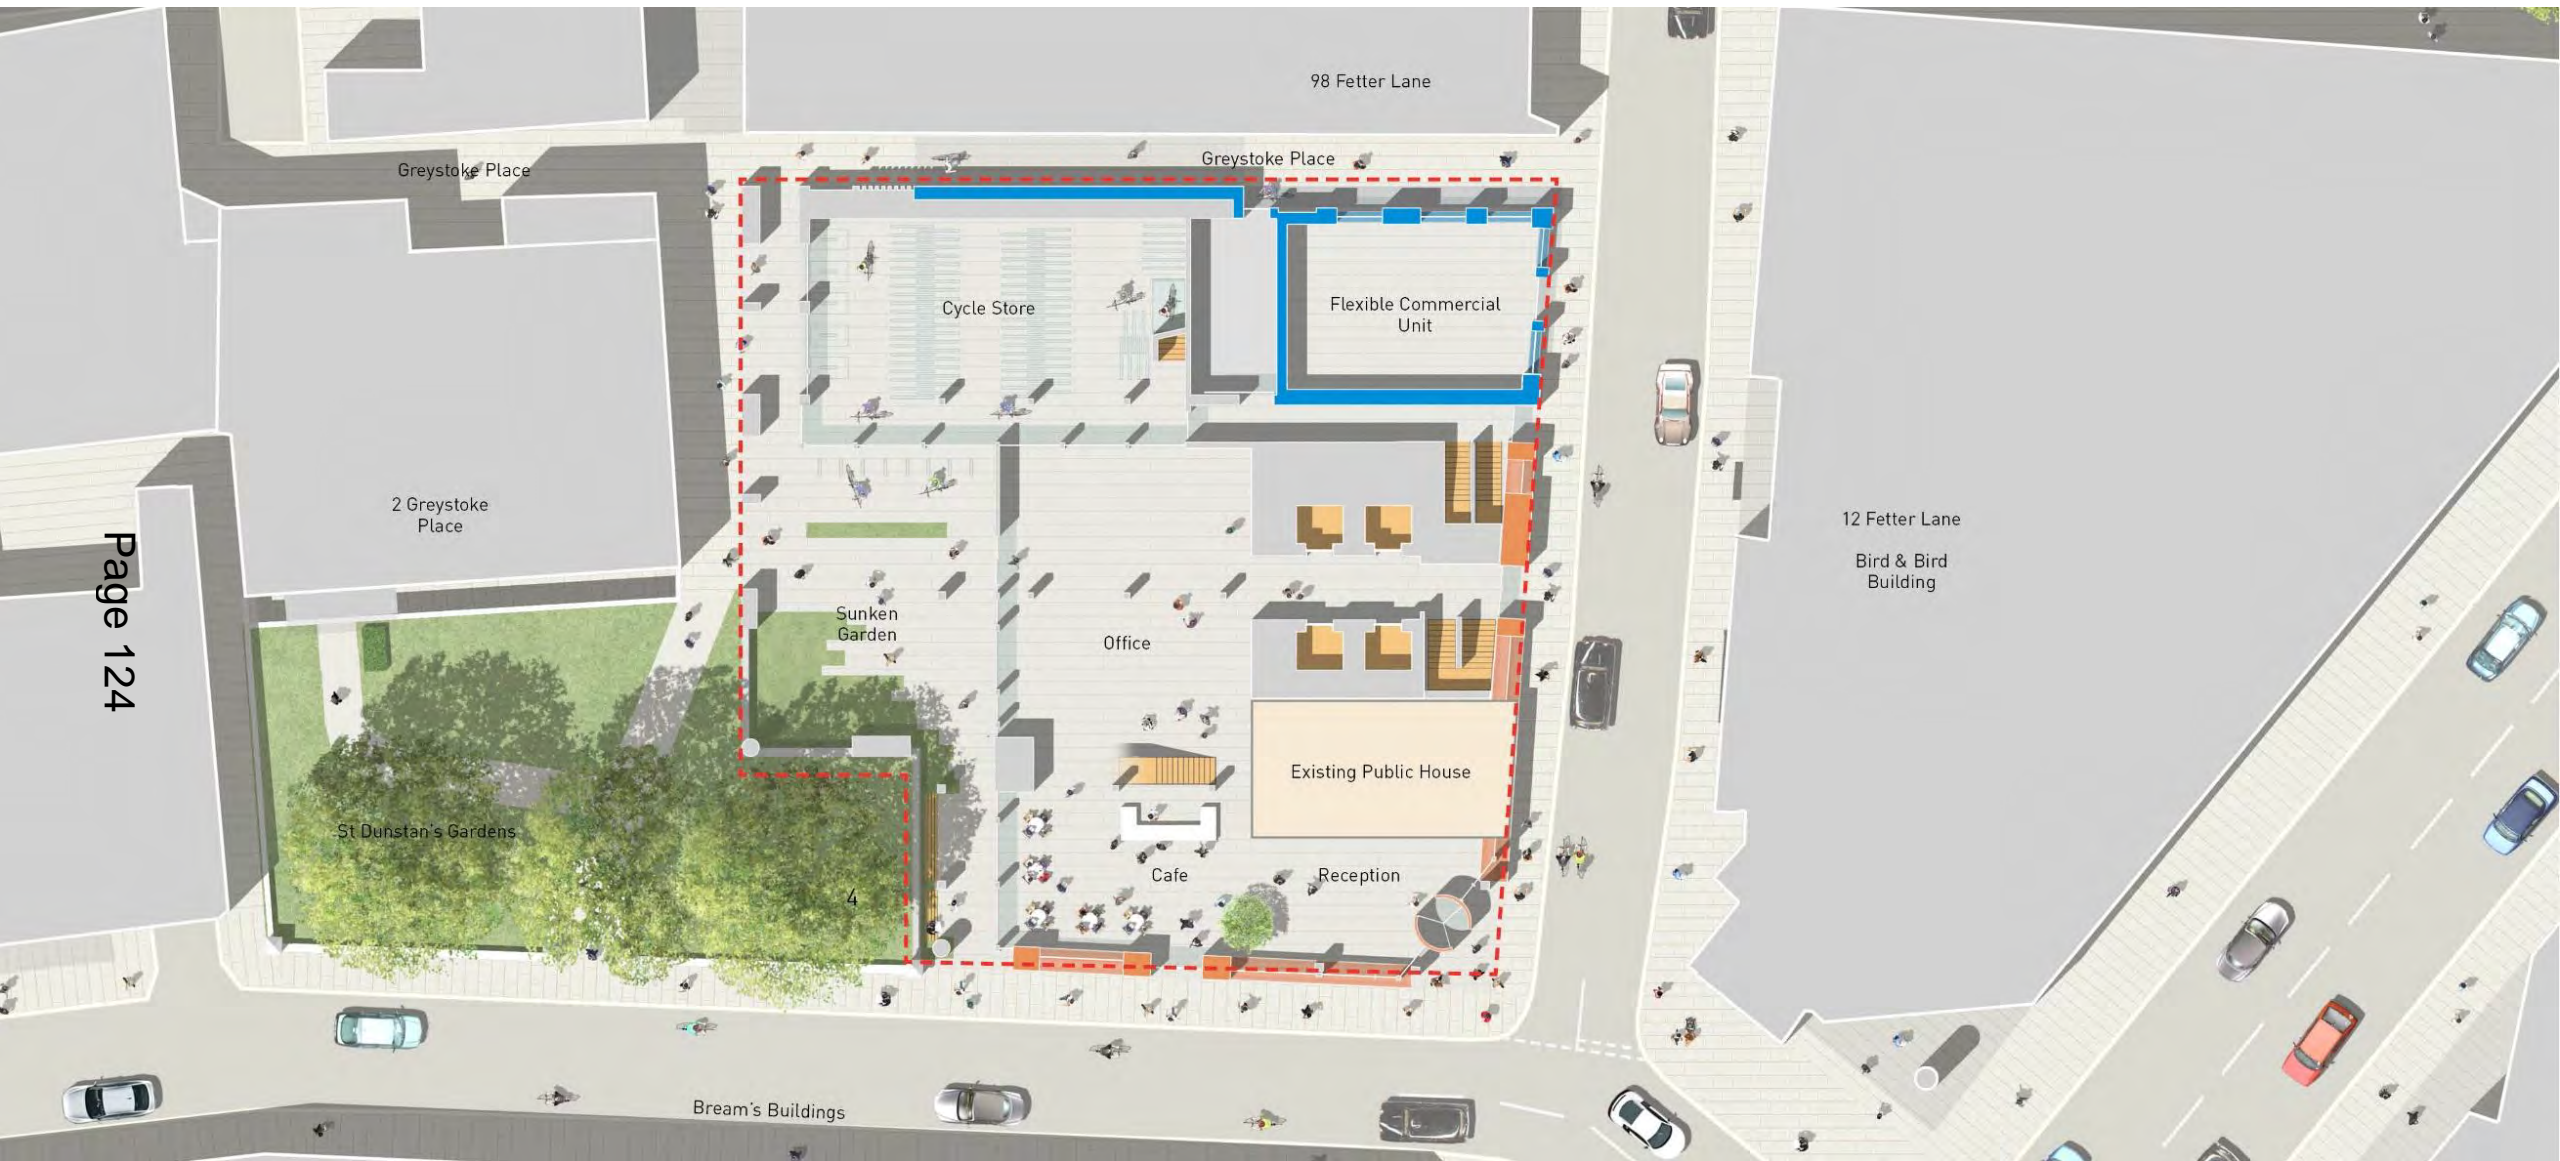 98 Fetter Lane
Greystoke Place
Greystoke Place
Cycle Store
Flexible Commercial
Unit
2 Greystoke
Place
12 Fetter Lane
Bird & Bird
Building
Page 124
Sunken
Garden
Office
Existing Public House
St Dunstan's Gardens
4
Cafe
Reception
Bream's Buildings